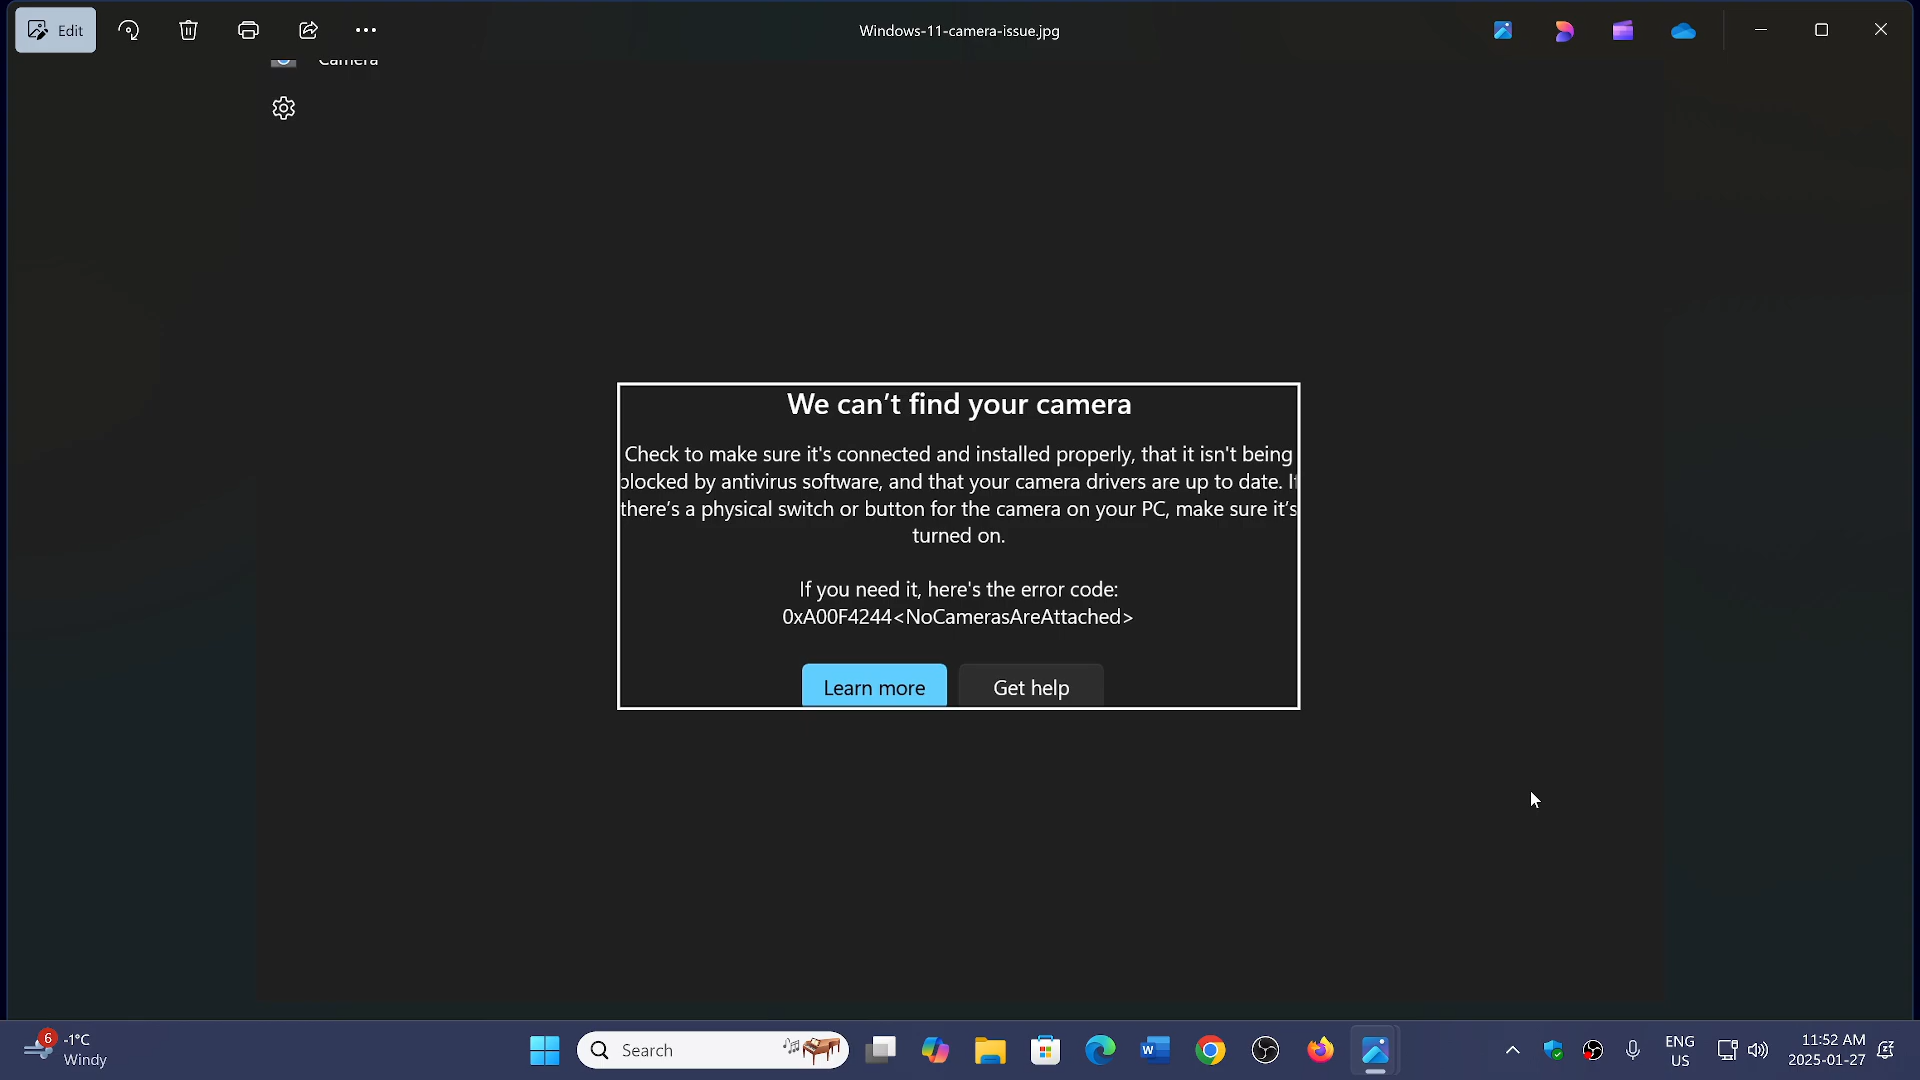 Edit
Windows-11-camera-issue.jpg
Camera
We can't find your camera
Check to make sure it's connected and installed properly, that it isn't being
blocked by antivirus software, and that your camera drivers are up to date. If
there's a physical switch or button for the camera on your PC, make sure it's
turned on.
If you need it, here's the error code:
0xA00F4244<NoCamerasAreAttached>
Learn more
Get help
6
-1°C
Windy
Search
W
ENG
US
11:52 AM
2025-01-27